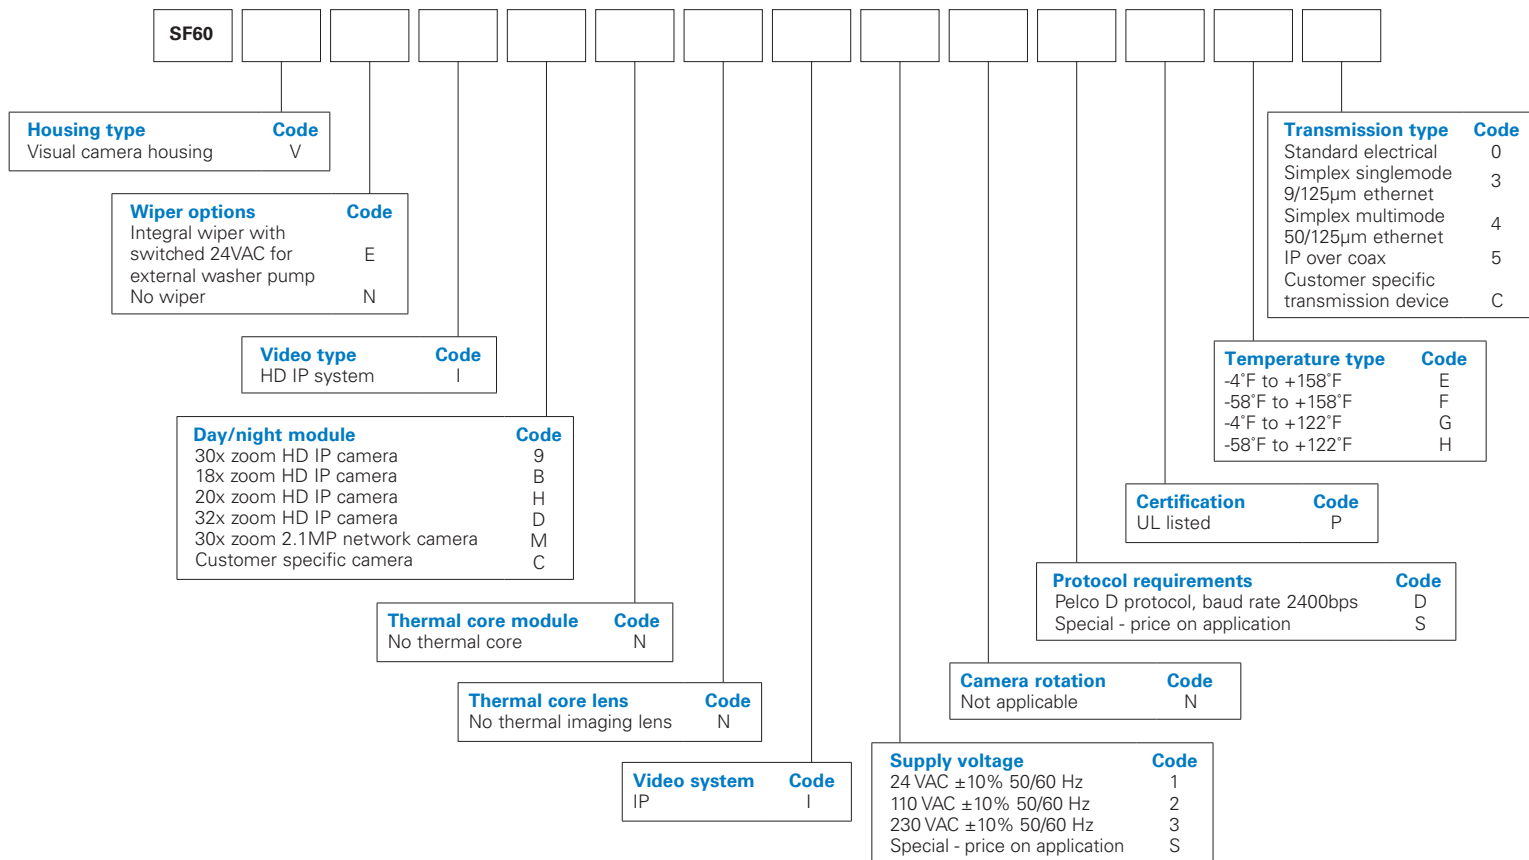 SF60
Housing type Code
Visual camera housing V
Wiper options Code
Integral wiper with
switched 24VAC for E
external washer pump
No wiper N
Video type Code
HD IP system I
Day/night module Code
30x zoom HD IP camera 9
18x zoom HD IP camera B
20x zoom HD IP camera H
32x zoom HD IP camera D
30x zoom 2.1MP network camera M
Customer specific camera C
Thermal core module Code
No thermal core N
Thermal core lens Code
No thermal imaging lens N
Video system Code
IP I
Supply voltage Code
24 VAC ±10% 50/60 Hz 1
110 VAC ±10% 50/60 Hz 2
230 VAC ±10% 50/60 Hz 3
Special - price on application S
Camera rotation Code
Not applicable N
Protocol requirements Code
Pelco D protocol, baud rate 2400bps D
Special - price on application S
Certification Code
UL listed P
Temperature type Code
-4˚F to +158˚F E
-58˚F to +158˚F F
-4˚F to +122˚F G
-58˚F to +122˚F H
Transmission type Code
Standard electrical 0
Simplex singlemode
9/125µm ethernet 3
Simplex multimode
50/125µm ethernet 4
IP over coax 5
Customer specific
transmission device C